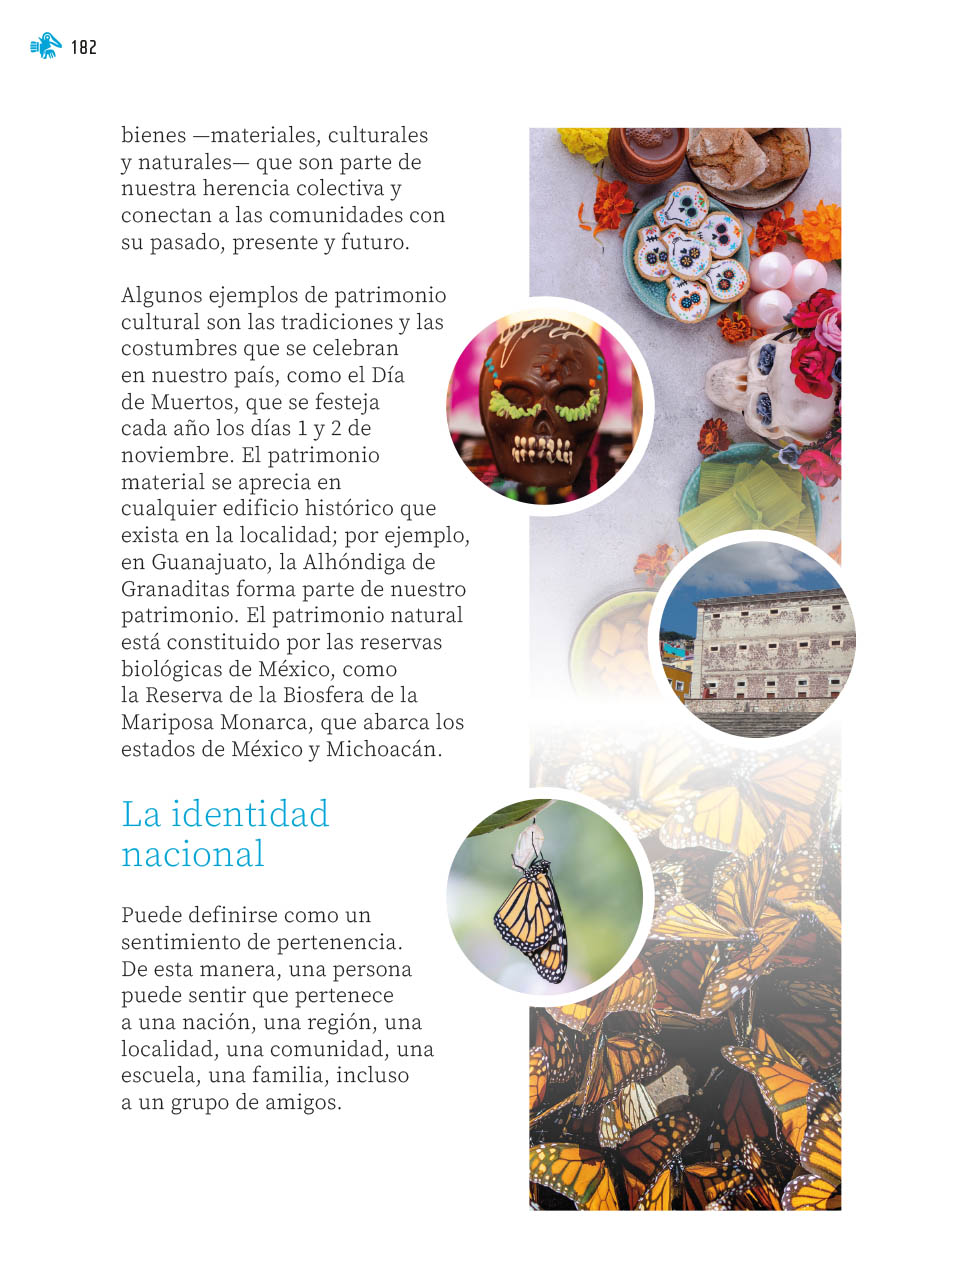 182
bienes —materiales, culturales
y naturales— que son parte de
nuestra herencia colectiva y
conectan a las comunidades con
su pasado, presente y futuro.
Algunos ejemplos de patrimonio
cultural son las tradiciones y las
costumbres que se celebran
en nuestro país, como el Día
de Muertos, que se festeja
cada año los días 1 y 2 de
noviembre. El patrimonio
material se aprecia en
cualquier edificio histórico que
exista en la localidad; por ejemplo,
en Guanajuato, la Alhóndiga de
Granaditas forma parte de nuestro
patrimonio. El patrimonio natural
está constituido por las reservas
biológicas de México, como
la Reserva de la Biosfera de la
Mariposa Monarca, que abarca los
estados de México y Michoacán.
La identidad
nacional
Puede definirse como un
sentimiento de pertenencia.
De esta manera, una persona
puede sentir que pertenece
a una nación, una región, una
localidad, una comunidad, una
escuela, una familia, incluso
a un grupo de amigos.